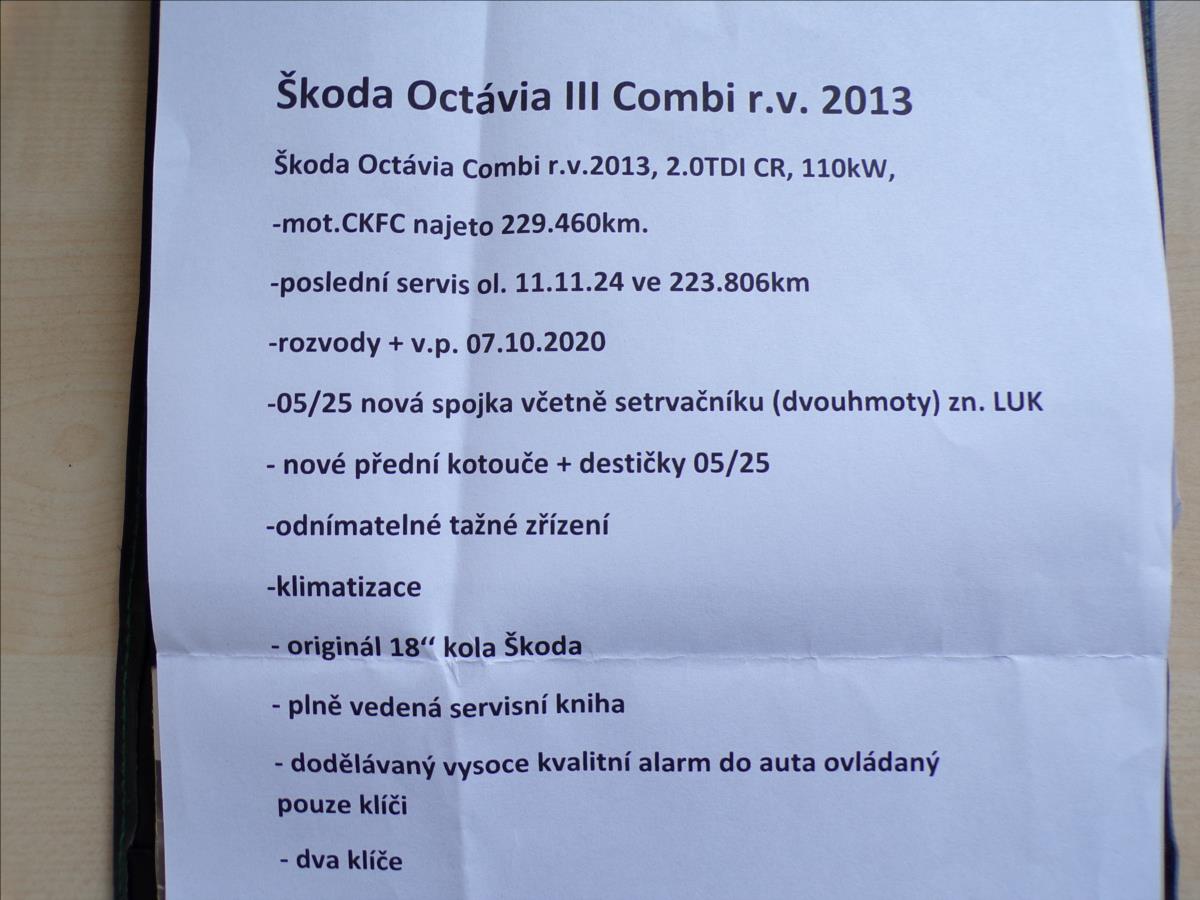 Škoda Octávia III Combi r.v. 2013
Škoda Octávia Combi r.v.2013, 2.0TDI CR, 110kW,
-mot.CKFC najeto 229.460km.
-poslední servis ol. 11.11.24 ve 223.806km
-rozvody + v.p. 07.10.2020
-05/25 nová spojka včetně setrvačníku (dvouhmoty) zn. LUK
- nové přední kotouče + destičky 05/25
-odnímatelné tažné zřízení
-klimatizace
- originál 18“ kola Škoda
- plně vedená servisní kniha
- dodělávaný vysoce kvalitní alarm do auta ovládaný
pouze klíči
- dva klíče